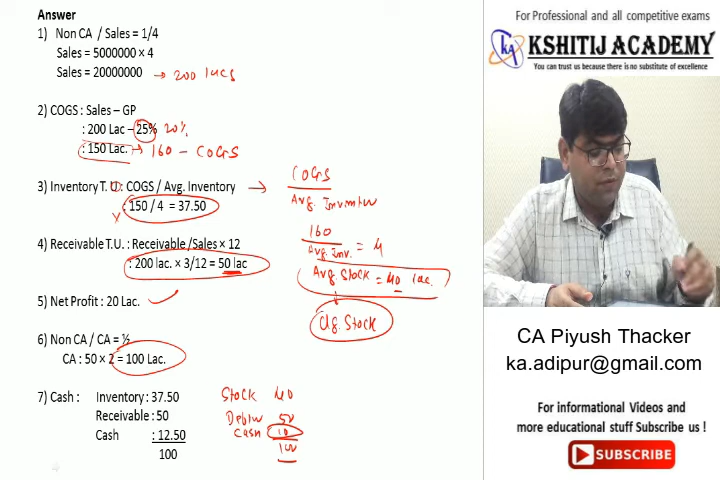 Answer
1) Non CA / Sales = 1/4
Sales = 5000000 × 4
Sales = 20000000 → 200 lacs
2) COGS : Sales – GP
: 200 Lac – 25% 20%
: 150 Lac. → 160 – COGS
3) Inventory T.U : COGS / Avg. Inventory →
: 150 / 4 = 37.50
COGS
Avg. Inventory
4) Receivable T.U. : Receivable /Sales × 12
: 200 lac. × 3/12 = 50 lac
160
Avg. Inv. = 4
Avg Stock = 40 lac.
Clg. Stock
5) Net Profit : 20 Lac.
6) Non CA / CA = ½
CA : 50 × 2 = 100 Lac.
7) Cash : Inventory : 37.50
Receivable : 50
Cash : 12.50
100
Stock 40
Debtor 50
Cash 10
100
For Professional and all competitive exams
KA
KSHITIJ ACADEMY
You can trust us because there is no substitute of excellence
CA Piyush Thacker
ka.adipur@gmail.com
For informational Videos and
more educational stuff Subscribe us !
SUBSCRIBE